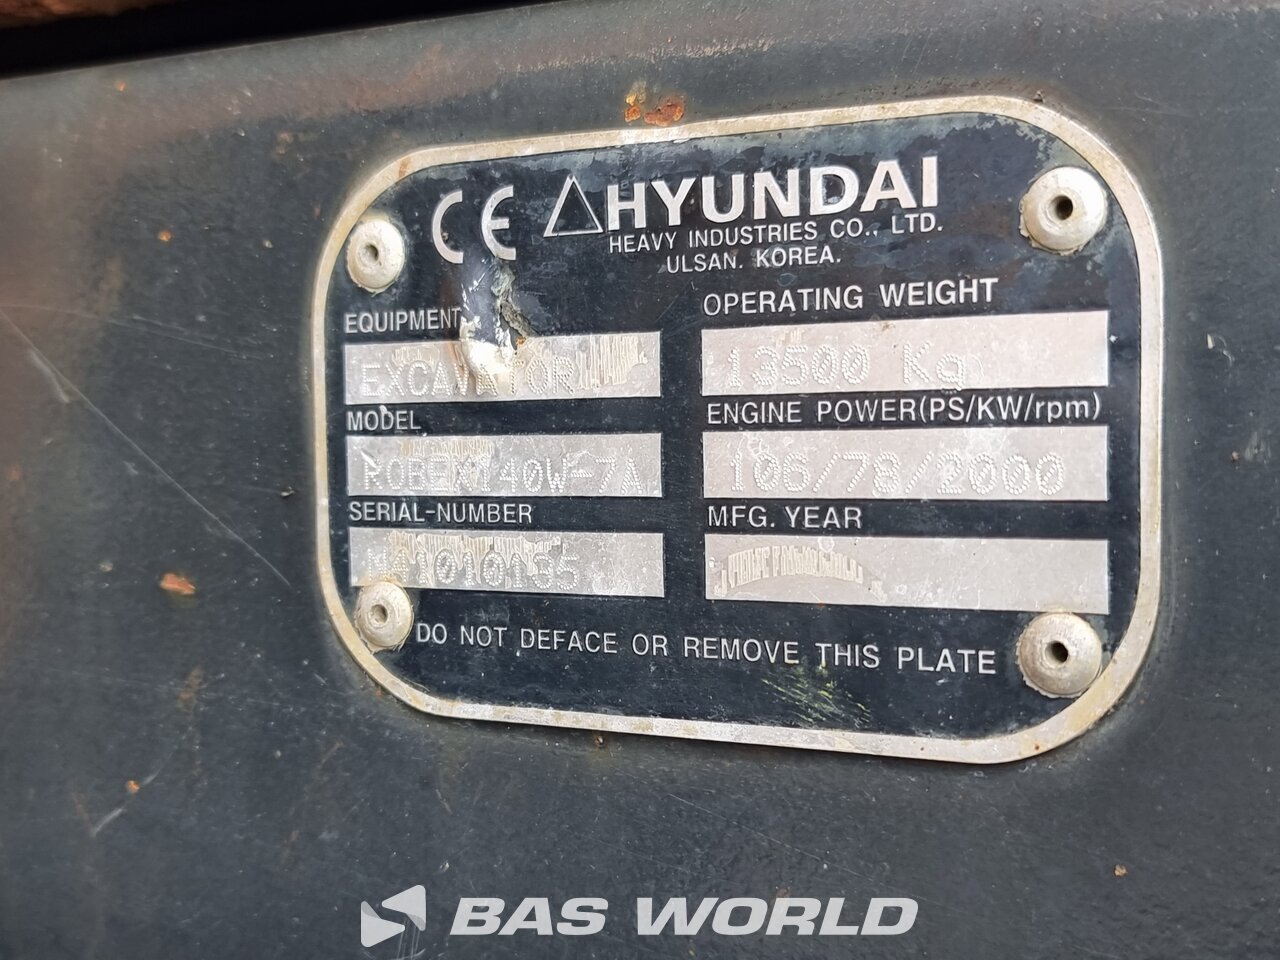 CE HYUNDAI
HEAVY INDUSTRIES CO., LTD.
ULSAN. KOREA.
EQUIPMENT
EXCAVATOR
MODEL
ROBEX140W-7A
SERIAL-NUMBER
OPERATING WEIGHT
13500 Kg
ENGINE POWER(PS/KW/rpm)
106/78/2000
MFG. YEAR
DO NOT DEFACE OR REMOVE THIS PLATE
BAS WORLD